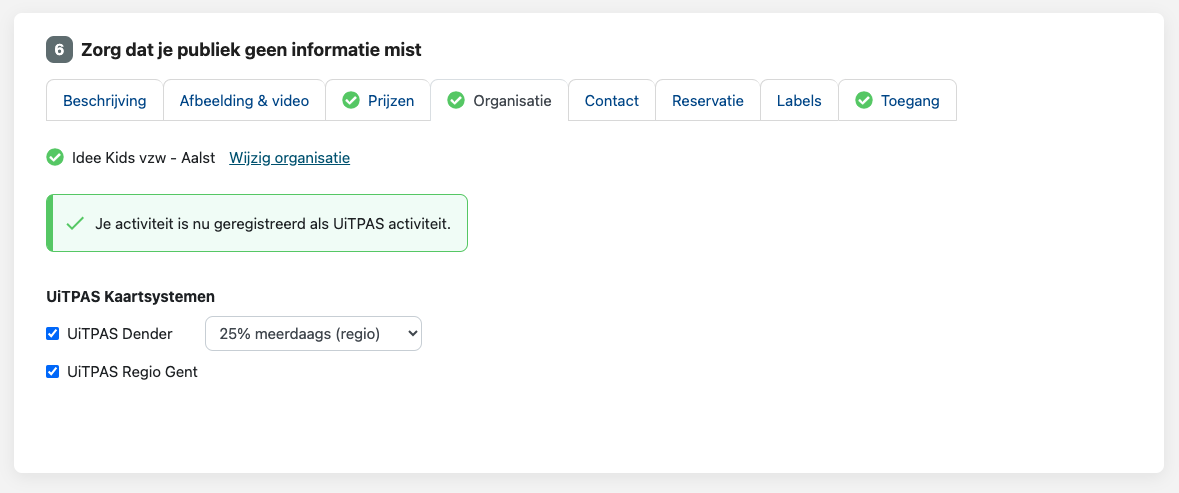 6 Zorg dat je publiek geen informatie mist
Beschrijving Afbeelding & video Prijzen Organisatie Contact Reservatie Labels Toegang
Idee Kids vzw - Aalst Wijzig organisatie
Je activiteit is nu geregistreerd als UiTPAS activiteit.
UiTPAS Kaartsystemen
UiTPAS Dender 25% meerdaags (regio)
UiTPAS Regio Gent